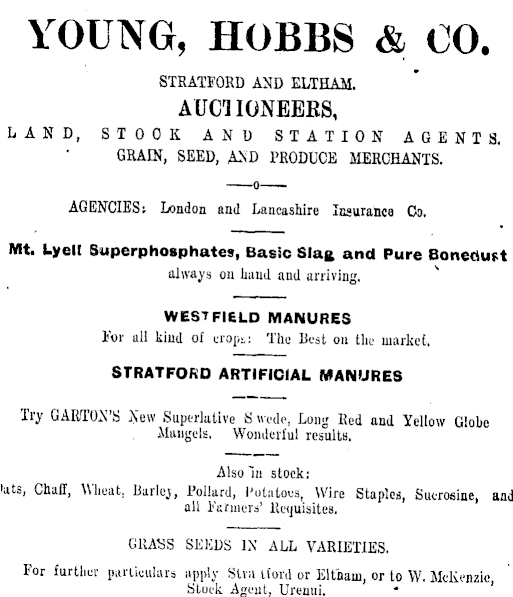 YOUNG, HOBBS & CO.
STRATFORD AND ELTHAM.
AUCTIONEERS,
LAND, STOCK AND STATION AGENTS.
GRAIN, SEED, AND PRODUCE MERCHANTS.
AGENCIES: London and Lancashire Insurance Co.
Mt. Lyell Superphosphates, Basic Slag and Pure Bonedust
always on hand and arriving.
WESTFIELD MANURES
For all kind of crops: The Best on the market.
STRATFORD ARTIFICIAL MANURES
Try GARTON'S New Superlative Swede, Long Red and Yellow Globe
Mangels. Wonderful results.
Also in stock:
ats, Chaff, Wheat, Barley, Pollard, Potatoes, Wire Staples, Sucrosine, and
all Farmers' Requisites.
GRASS SEEDS IN ALL VARIETIES.
For further particulars apply Stratford or Eltham, or to W. McKenzie,
Stock Agent, Urenui.